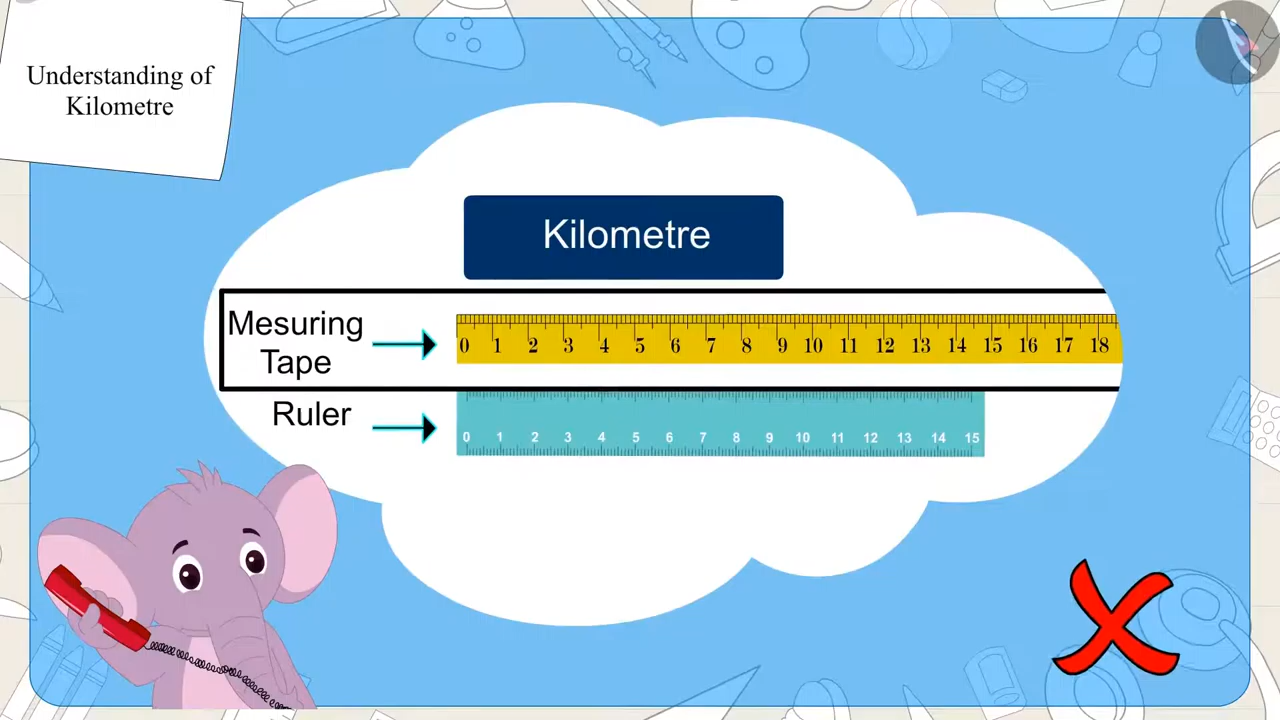 Understanding of
Kilometre
Kilometre
Mesuring
Tape
0 1 2 3 4 5 6 7 8 9 10 11 12 13 14 15 16 17 18
Ruler
0 1 2 3 4 5 6 7 8 9 10 11 12 13 14 15